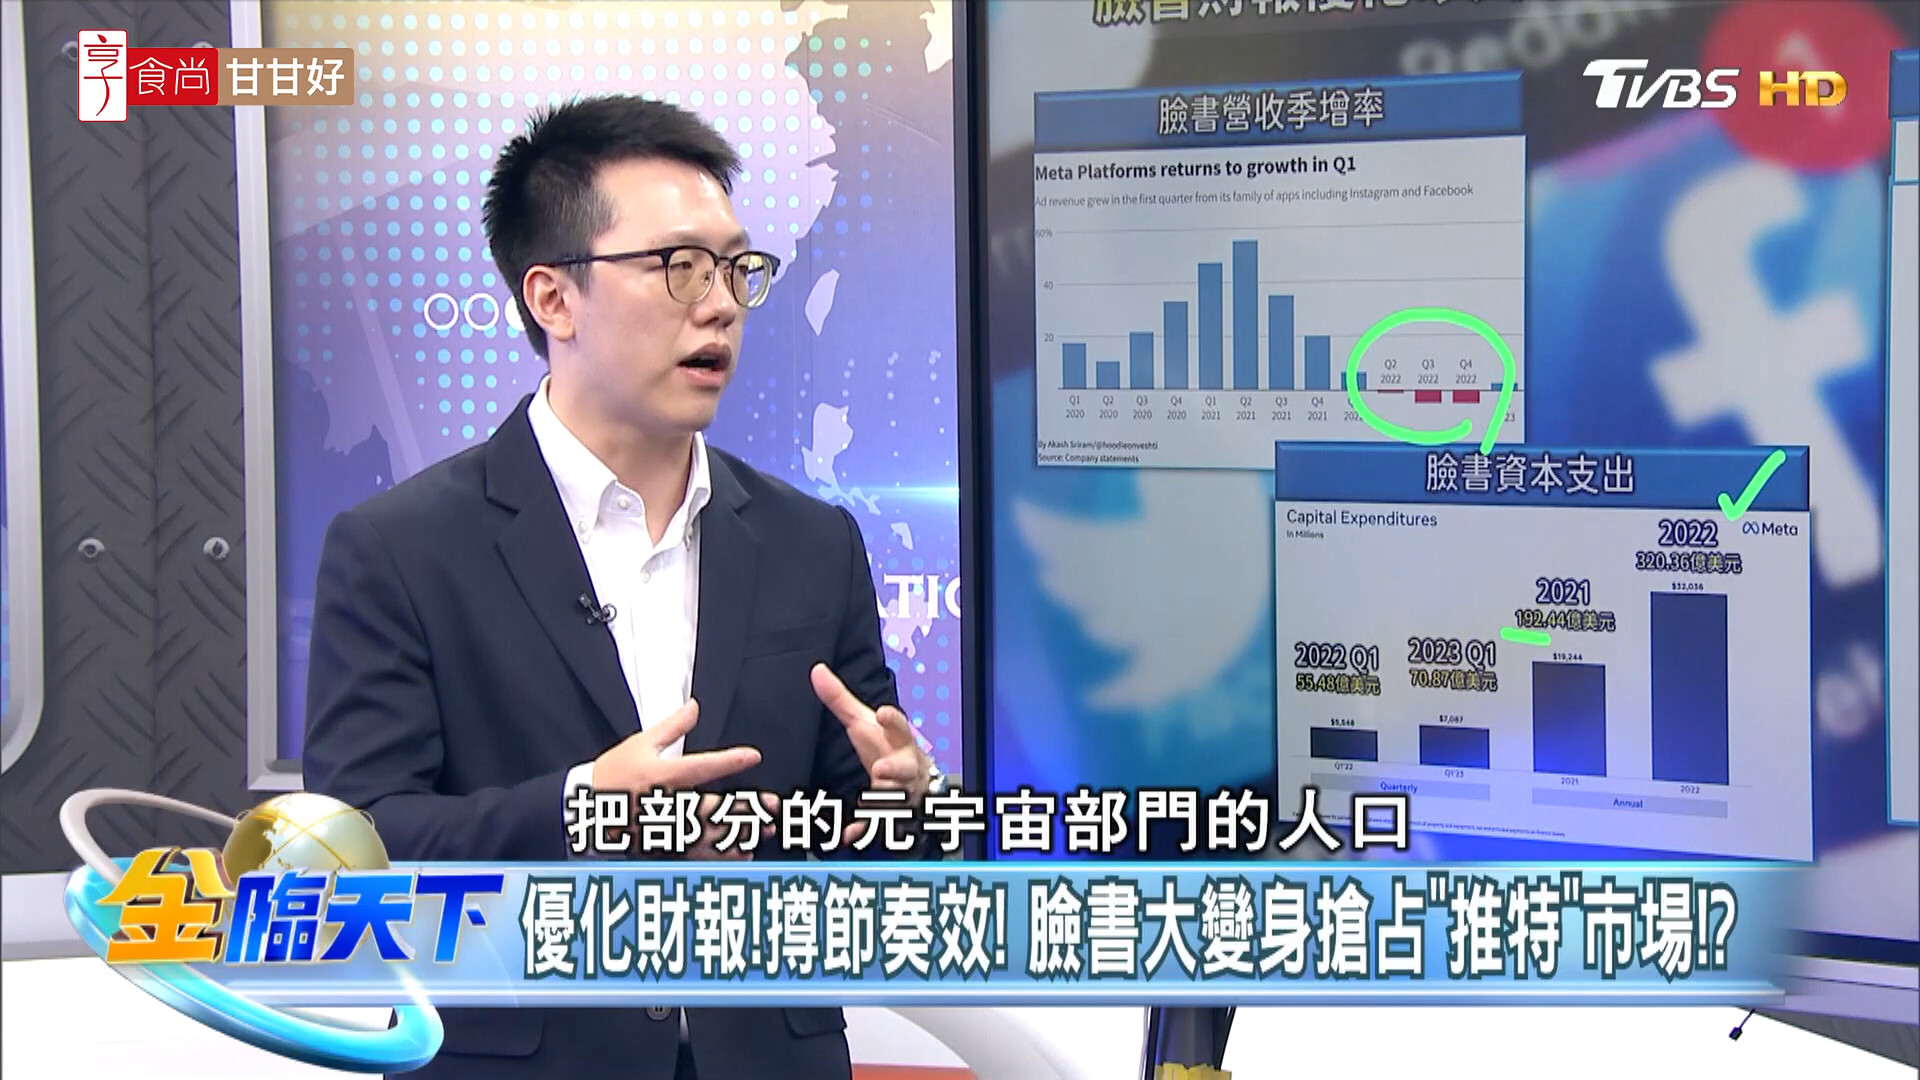 享 食尚 甘甘好
TVBS HD
臉書營收季增率
Meta Platforms returns to growth in Q1
Ad revenue grew in the first quarter from its family of apps including Instagram and Facebook
60%
40
20
Q2 2022
Q3 2022
Q4 2022
Q1 2020
Q2 2020
Q3 2020
Q4 2020
Q1 2021
Q2 2021
Q3 2021
Q4 2021
By Akash Sriram/@hoodieonveshti
Source: Company statements
臉書資本支出
Capital Expenditures
In Millions
Meta
2022
320.36億美元
$32,036
2021
192.44億美元
$19,244
2022 Q1
55.48億美元
$5,548
2023 Q1
70.87億美元
$7,087
Q1'22
Q1'23
2021
2022
Quarterly
Annual
把部分的元宇宙部門的人口
金臨天下
優化財報!撙節奏效! 臉書大變身搶占"推特"市場!?